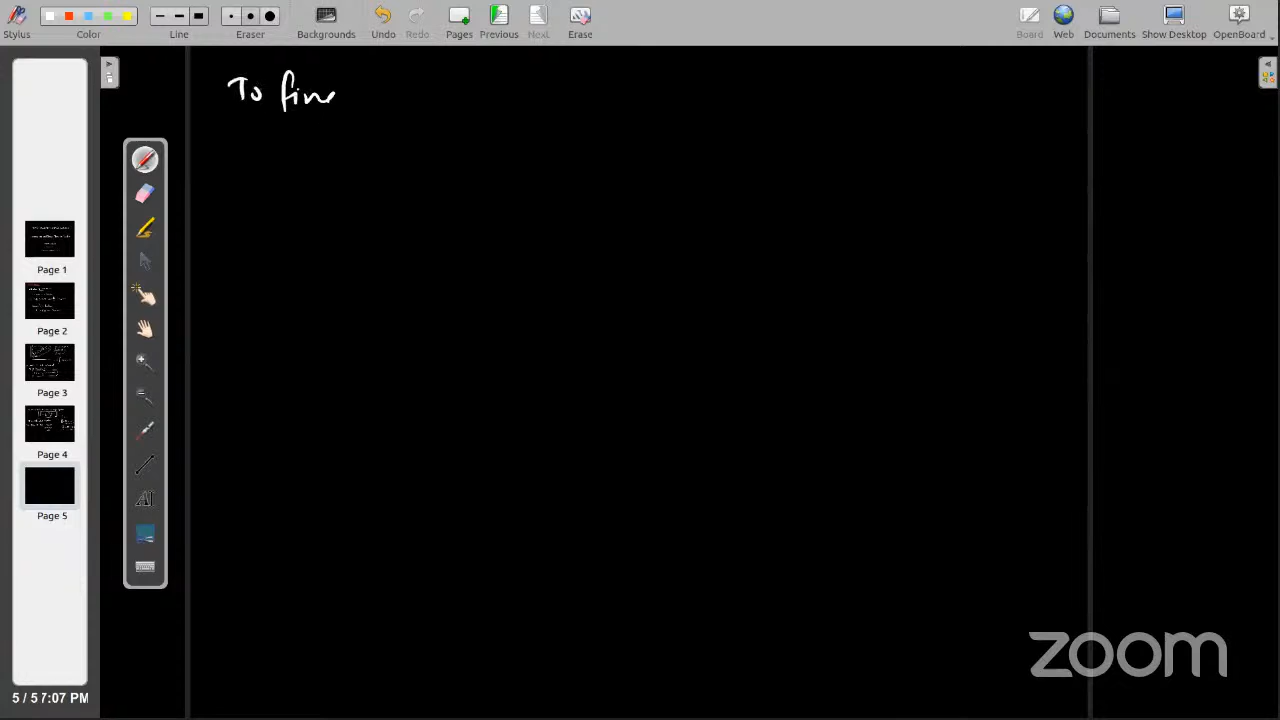 Stylus Color Line Eraser Backgrounds Undo Redo Pages Previous Next Erase Board Web Documents Show Desktop OpenBoard
To fine
Page 1
Page 2
Page 3
Page 4
Page 5
5 / 5 7:07 PM
zoom